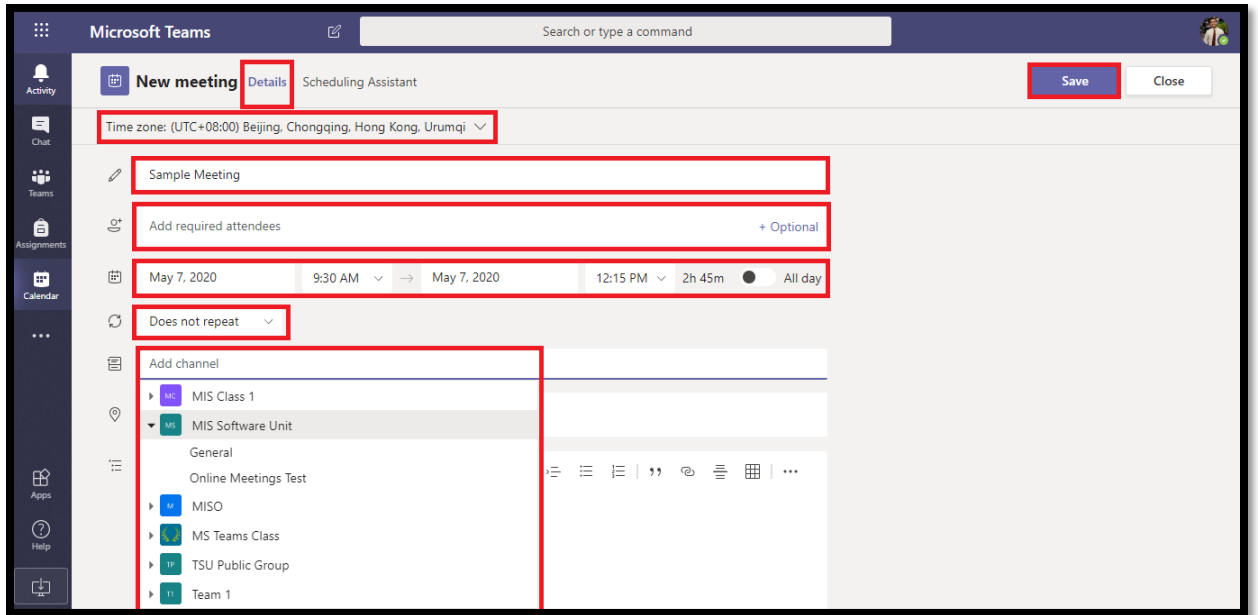 Microsoft Teams
Search or type a command
Activity
Chat
Teams
Assignments
Calendar
Apps
Help
New meeting
Details
Scheduling Assistant
Save
Close
Time zone: (UTC+08:00) Beijing, Chongqing, Hong Kong, Urumqi
Sample Meeting
Add required attendees
+ Optional
May 7, 2020
9:30 AM
May 7, 2020
12:15 PM
2h 45m
All day
Does not repeat
Add channel
MC MIS Class 1
MS MIS Software Unit
General
Online Meetings Test
M MISO
MS Teams Class
TP TSU Public Group
T1 Team 1